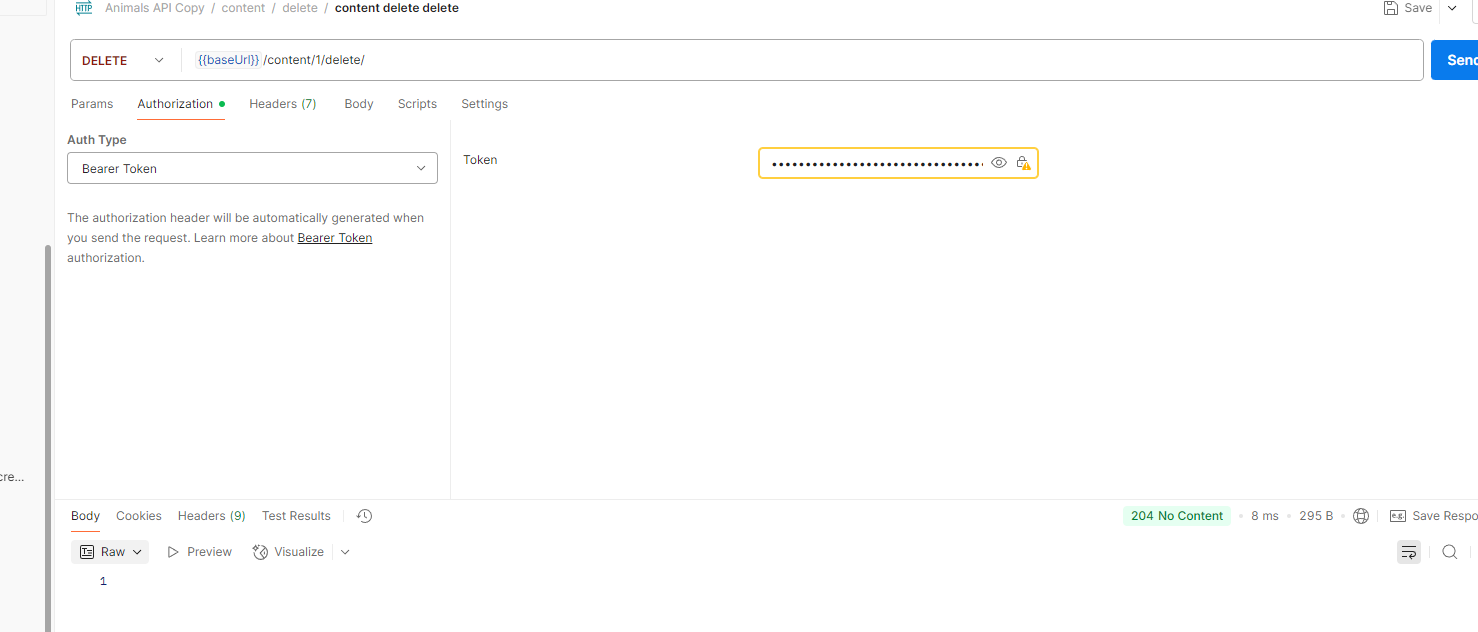 HTTP Animals API Copy / content / delete / content delete delete Save
DELETE {{baseUrl}} /content/1/delete/ Send
Params Authorization Headers (7) Body Scripts Settings
Auth Type
Bearer Token
Token
The authorization header will be automatically generated when
you send the request. Learn more about Bearer Token
authorization.
cre...
Body Cookies Headers (9) Test Results 204 No Content 8 ms 295 B e.g. Save Respo
Raw Preview Visualize
1